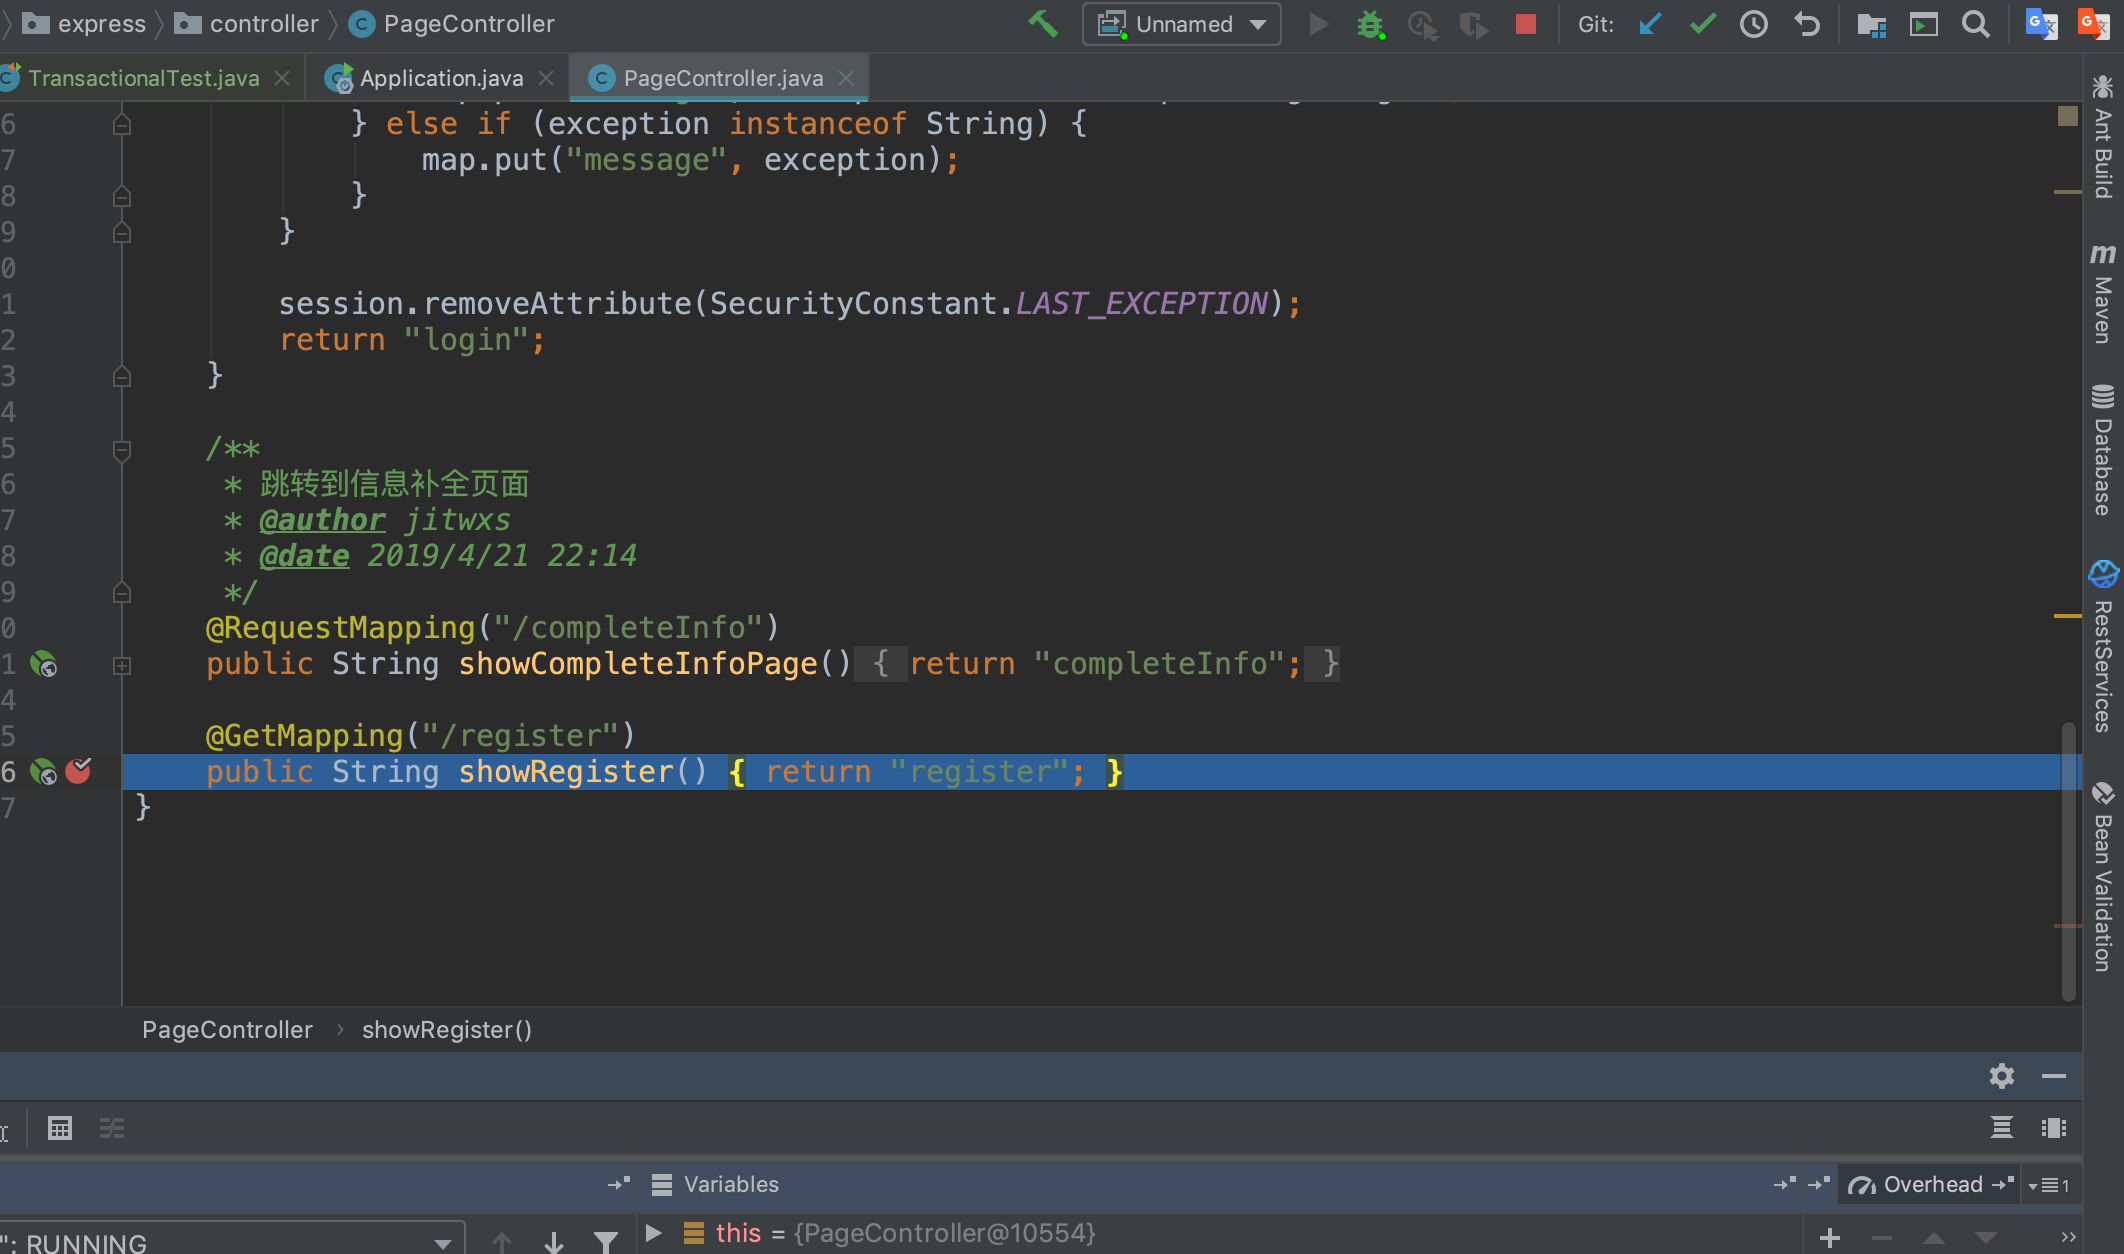 express controller PageController Unnamed Git:
TransactionalTest.java Application.java PageController.java
6 } else if (exception instanceof String) {
7 map.put("message", exception);
8 }
9 }
0
1 session.removeAttribute(SecurityConstant.LAST_EXCEPTION);
2 return "login";
3 }
4
5 /**
6 * 跳转到信息补全页面
7 * @author jitwxs
8 * @date 2019/4/21 22:14
9 */
0 @RequestMapping("/completeInfo")
1 public String showCompleteInfoPage() { return "completeInfo"; }
4
5 @GetMapping("/register")
6 public String showRegister() { return "register"; }
7 }
Ant Build
Maven
Database
RestServices
Bean Validation
PageController › showRegister()
Variables Overhead 1
": RUNNING this = {PageController@10554}